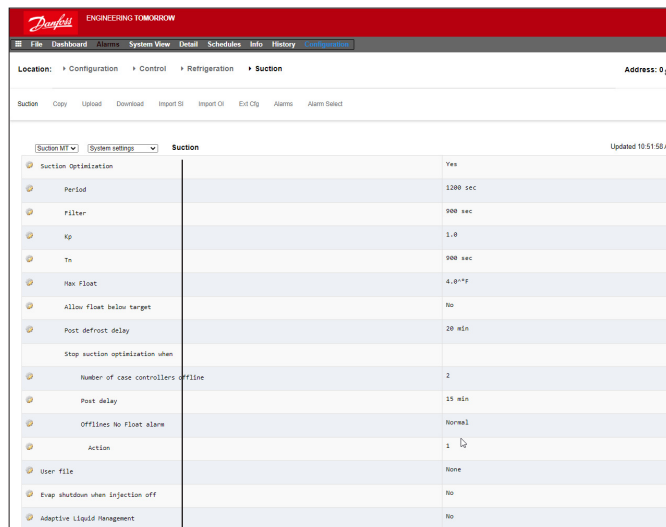 Danfoss ENGINEERING TOMORROW
File Dashboard Alarms System View Detail Schedules Info History Configuration
Location: Configuration Control Refrigeration Suction Address: 0
Suction Copy Upload Download Import SI Import OI Ext Cfg Alarms Alarm Select
Suction MT System settings Suction Updated 10:51:58 A
Suction Optimization Yes
Period 1200 sec
Filter 900 sec
Kp 1.0
Tn 900 sec
Max Float 4.0^°F
Allow float below target No
Post defrost delay 20 min
Stop suction optimization when
Number of case controllers offline 2
Post delay 15 min
Offlines No Float alarm Normal
Action 1
User file None
Evap shutdown when injection off No
Adaptive Liquid Management No